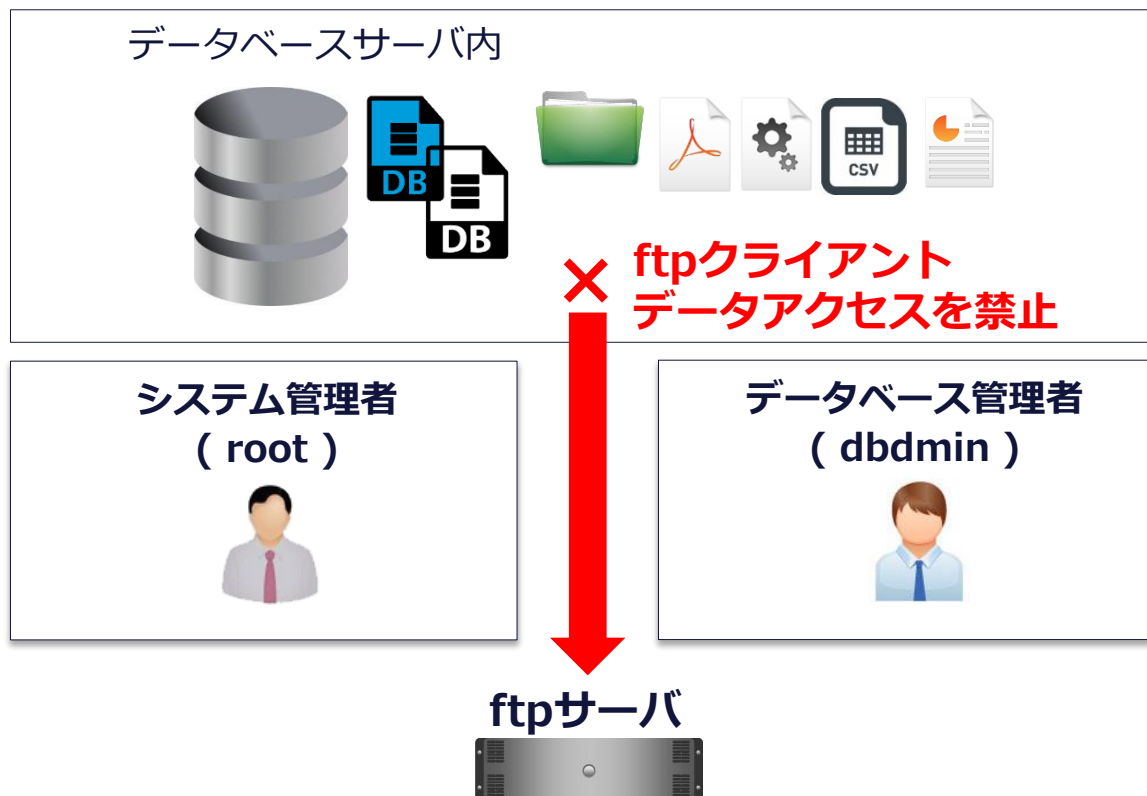 データベースサーバ内
DB
DB
CSV
×
ftpクライアント
データアクセスを禁止
システム管理者
( root )
データベース管理者
( dbdmin )
ftpサーバ